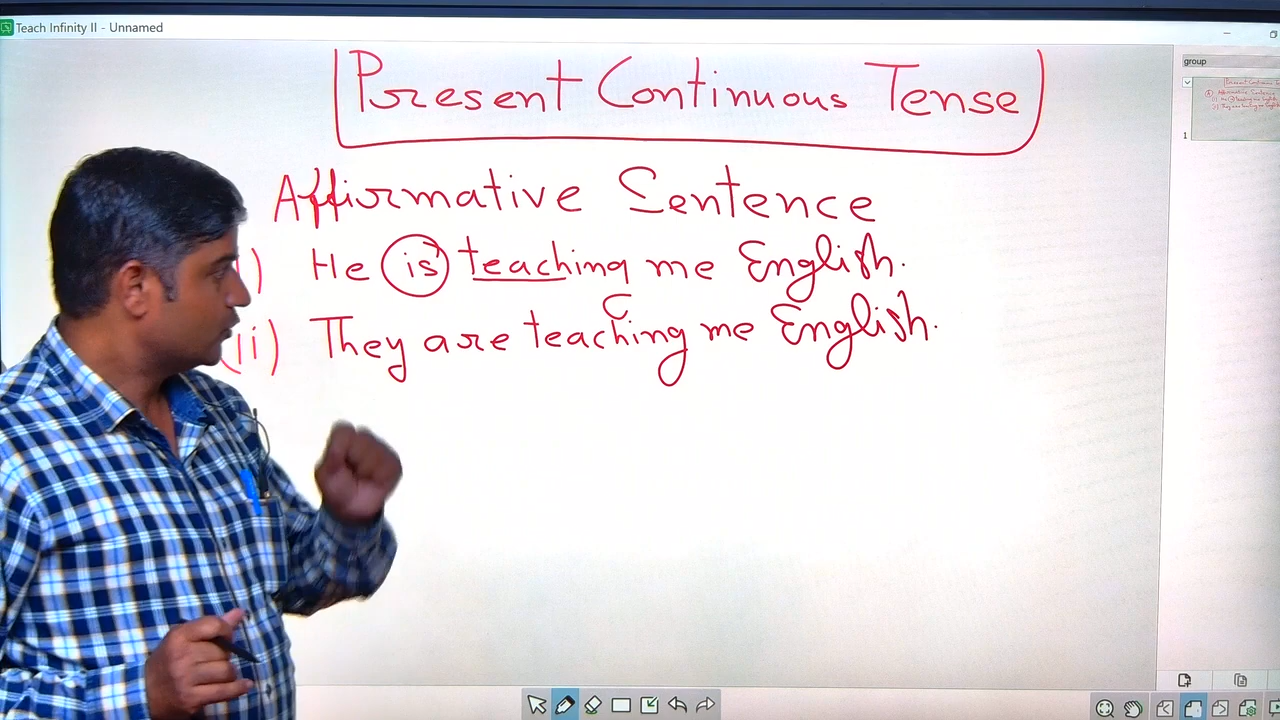 Teach Infinity II - Unnamed
group
Present Continuous Tense
Affirmative Sentence
i) He is teaching me English.
C
(ii) They are teaching me English.
1